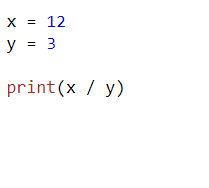 x = 12
y = 3
print(x / y)